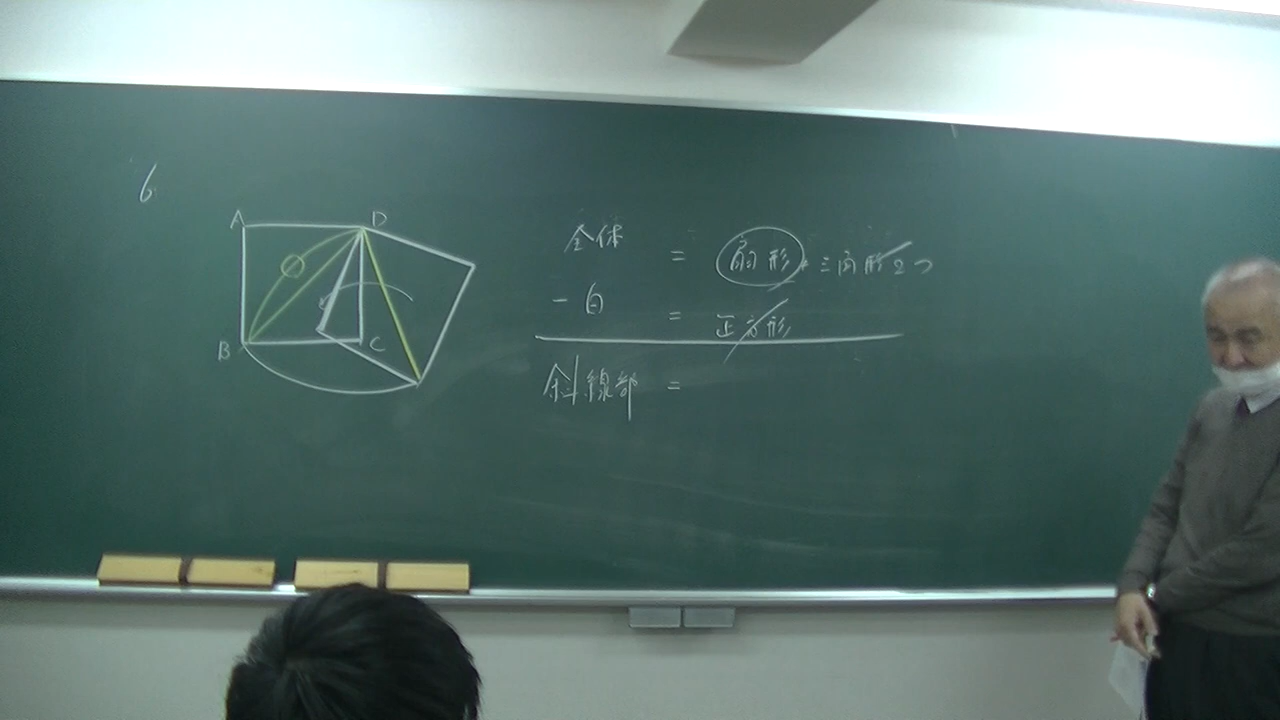 6
A D
B C
全体 = 扇形+三角形2つ
-白 = 正方形
斜線部 =